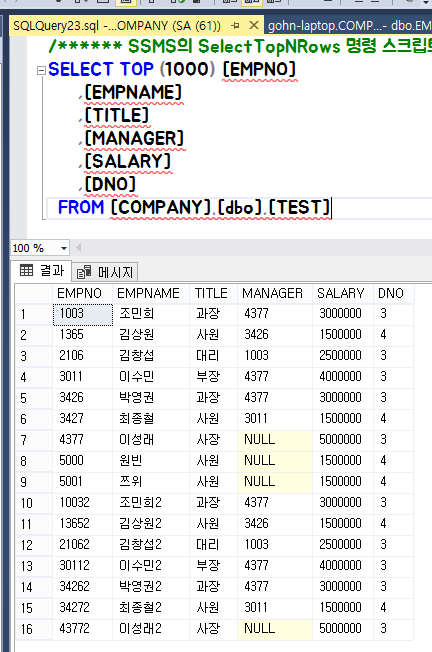 SQLQuery23.sql -...OMPANY (SA (61))* gohn-laptop.COMP...- dbo.EM
/****** SSMS의 SelectTopNRows 명령 스크립
SELECT TOP (1000) [EMPNO]
,[EMPNAME]
,[TITLE]
,[MANAGER]
,[SALARY]
,[DNO]
FROM [COMPANY].[dbo].[TEST]
100 %
결과 메시지
EMPNO EMPNAME TITLE MANAGER SALARY DNO
1 1003 조민희 과장 4377 3000000 3
2 1365 김상원 사원 3426 1500000 4
3 2106 김창섭 대리 1003 2500000 3
4 3011 이수민 부장 4377 4000000 3
5 3426 박영권 과장 4377 3000000 3
6 3427 최종철 사원 3011 1500000 4
7 4377 이성래 사장 NULL 5000000 3
8 5000 원빈 사원 NULL 1500000 4
9 5001 쯔위 사원 NULL 1500000 4
10 10032 조민희2 과장 4377 3000000 3
11 13652 김상원2 사원 3426 1500000 4
12 21062 김창섭2 대리 1003 2500000 3
13 30112 이수민2 부장 4377 4000000 3
14 34262 박영권2 과장 4377 3000000 3
15 34272 최종철2 사원 3011 1500000 4
16 43772 이성래2 사장 NULL 5000000 3